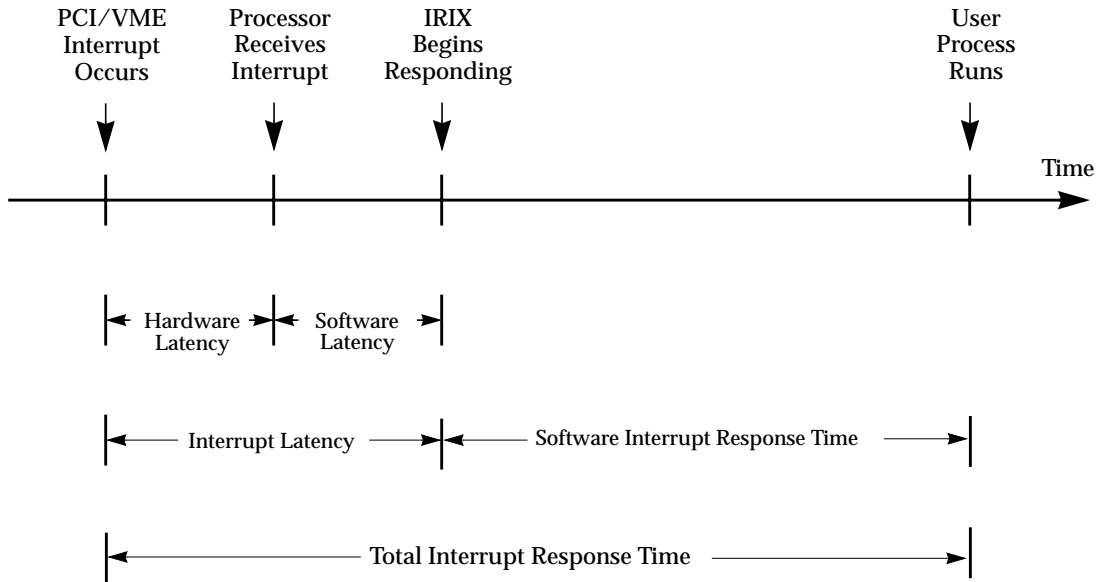 PCI/VME
Interrupt
Occurs
Processor
Receives
Interrupt
IRIX
Begins
Responding
User
Process
Runs
Time
Hardware
Latency
Software
Latency
Interrupt Latency
Software Interrupt Response Time
Total Interrupt Response Time